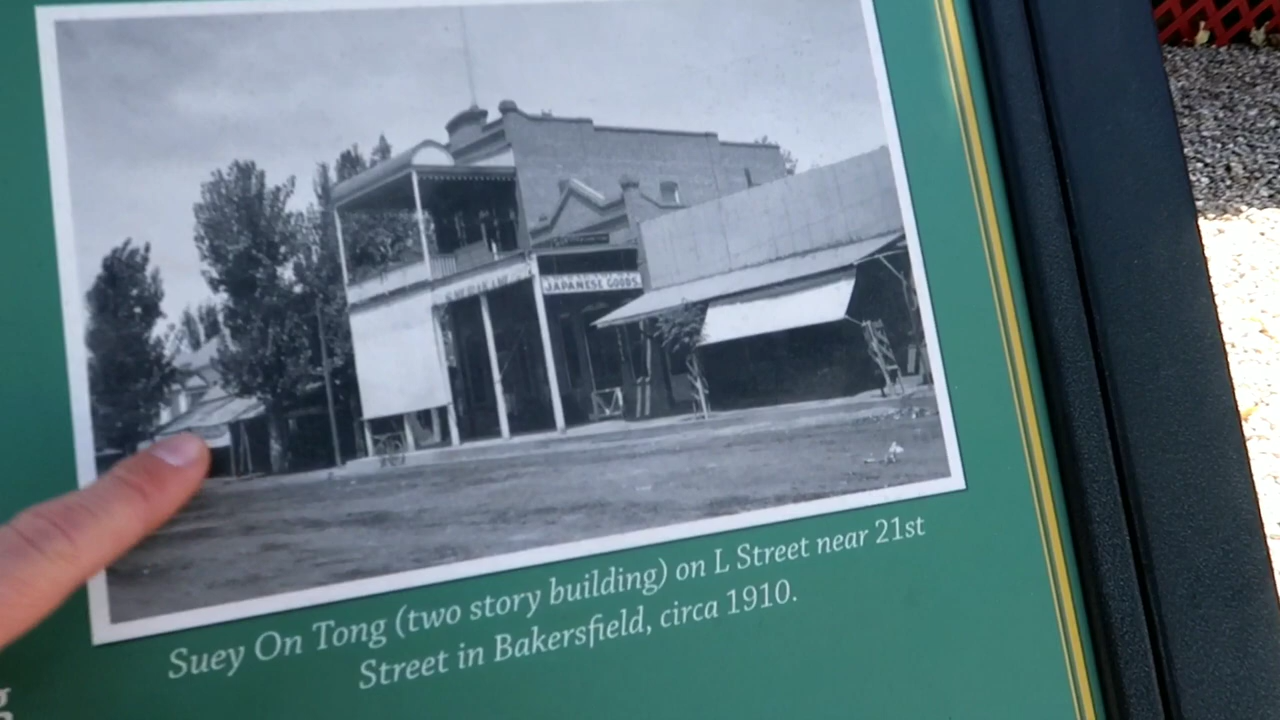 JAPANESE GOODS.
Suey On Tong (two story building) on L Street near 21st
Street in Bakersfield, circa 1910.